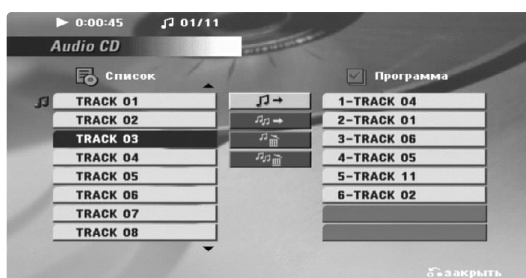 0:00:45 01/11
Audio CD
Список
TRACK 01
TRACK 02
TRACK 03
TRACK 04
TRACK 05
TRACK 06
TRACK 07
TRACK 08
Программа
1-TRACK 04
2-TRACK 01
3-TRACK 06
4-TRACK 05
5-TRACK 11
6-TRACK 02
закрыть